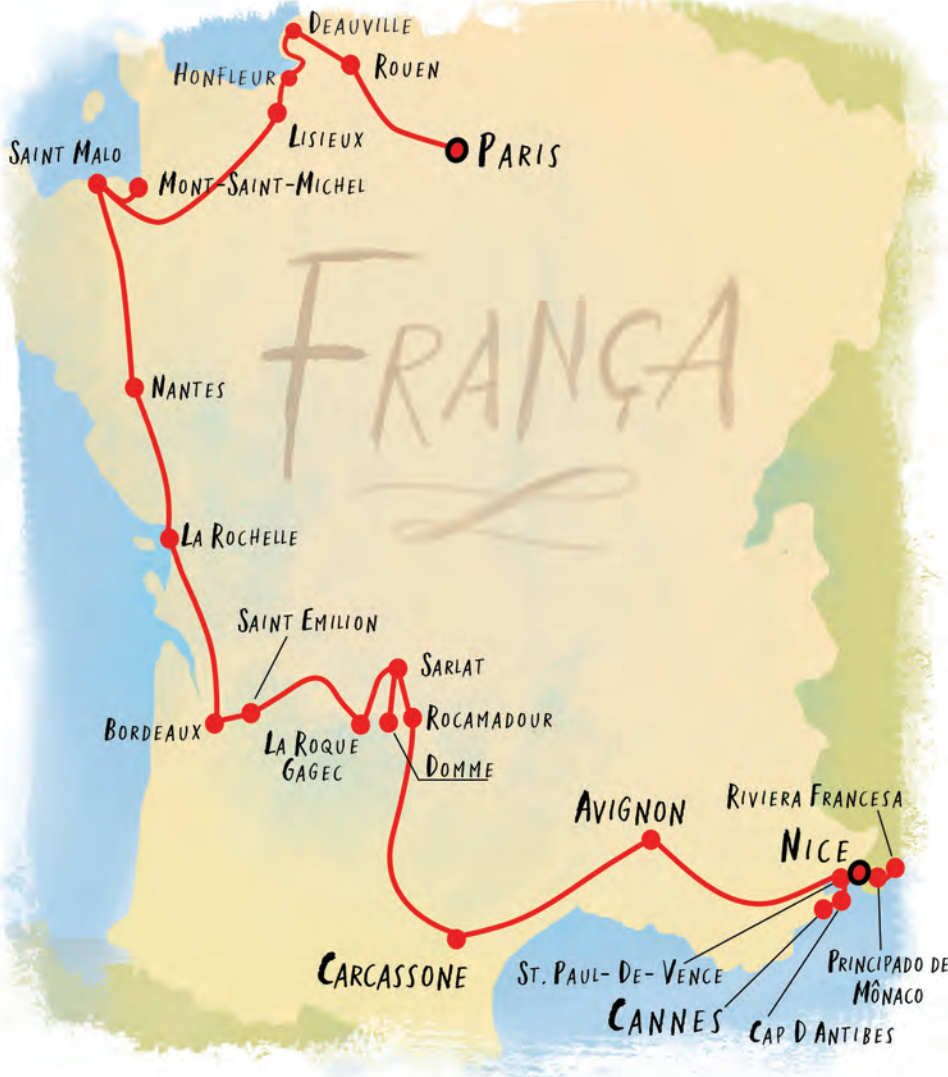 DEAUVILLE
ROUEN
HONFLEUR
LISIEUX
PARIS
SAINT MALO
MONT-SAINT-MICHEL
FRANÇA
NANTES
LA ROCHELLE
SAINT EMILION
SARLAT
BORDEAUX
LA ROQUE
GAGEC
ROCAMADOUR
DOMME
RIVIERA FRANCESA
AVIGNON
NICE
CARCASSONE
ST. PAUL-DE-VENCE
PRINCIPADO DE
MÔNACO
CANNES
CAP D ANTIBES